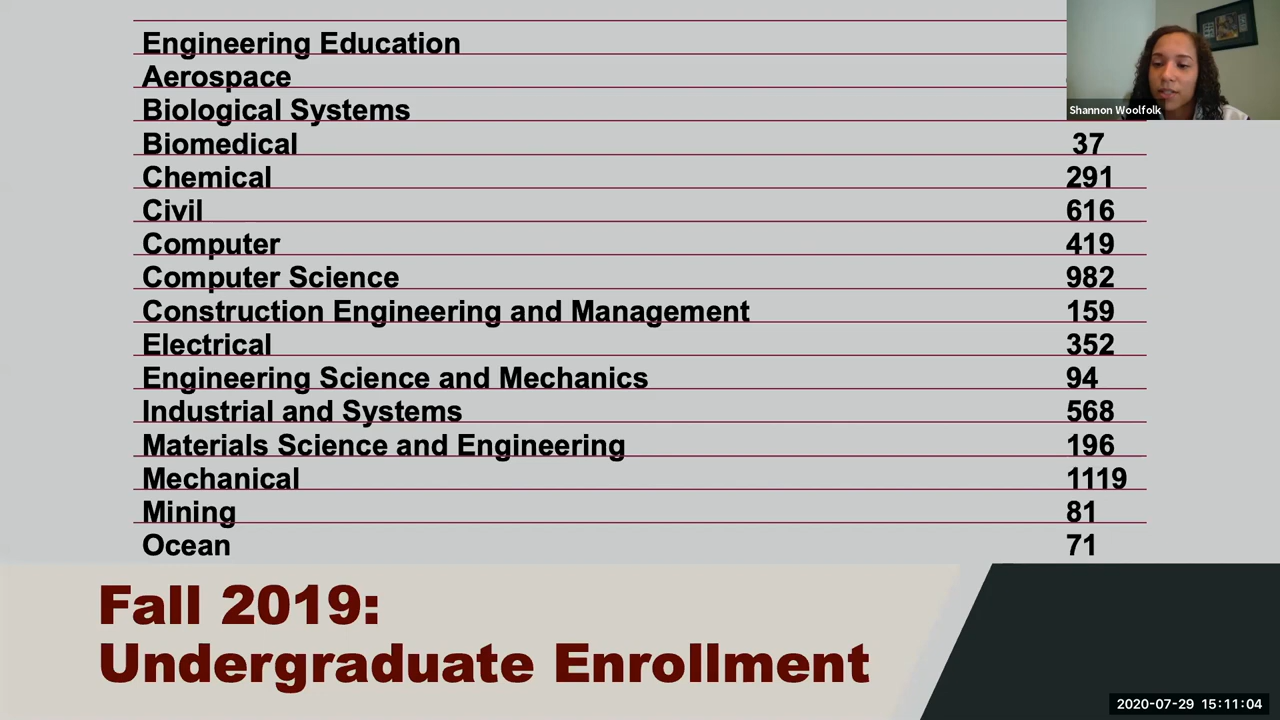 Engineering Education
Aerospace
Biological Systems
Shannon Woolfolk
Biomedical 37
Chemical 291
Civil 616
Computer 419
Computer Science 982
Construction Engineering and Management 159
Electrical 352
Engineering Science and Mechanics 94
Industrial and Systems 568
Materials Science and Engineering 196
Mechanical 1119
Mining 81
Ocean 71
Fall 2019:
Undergraduate Enrollment
2020-07-29 15:11:04